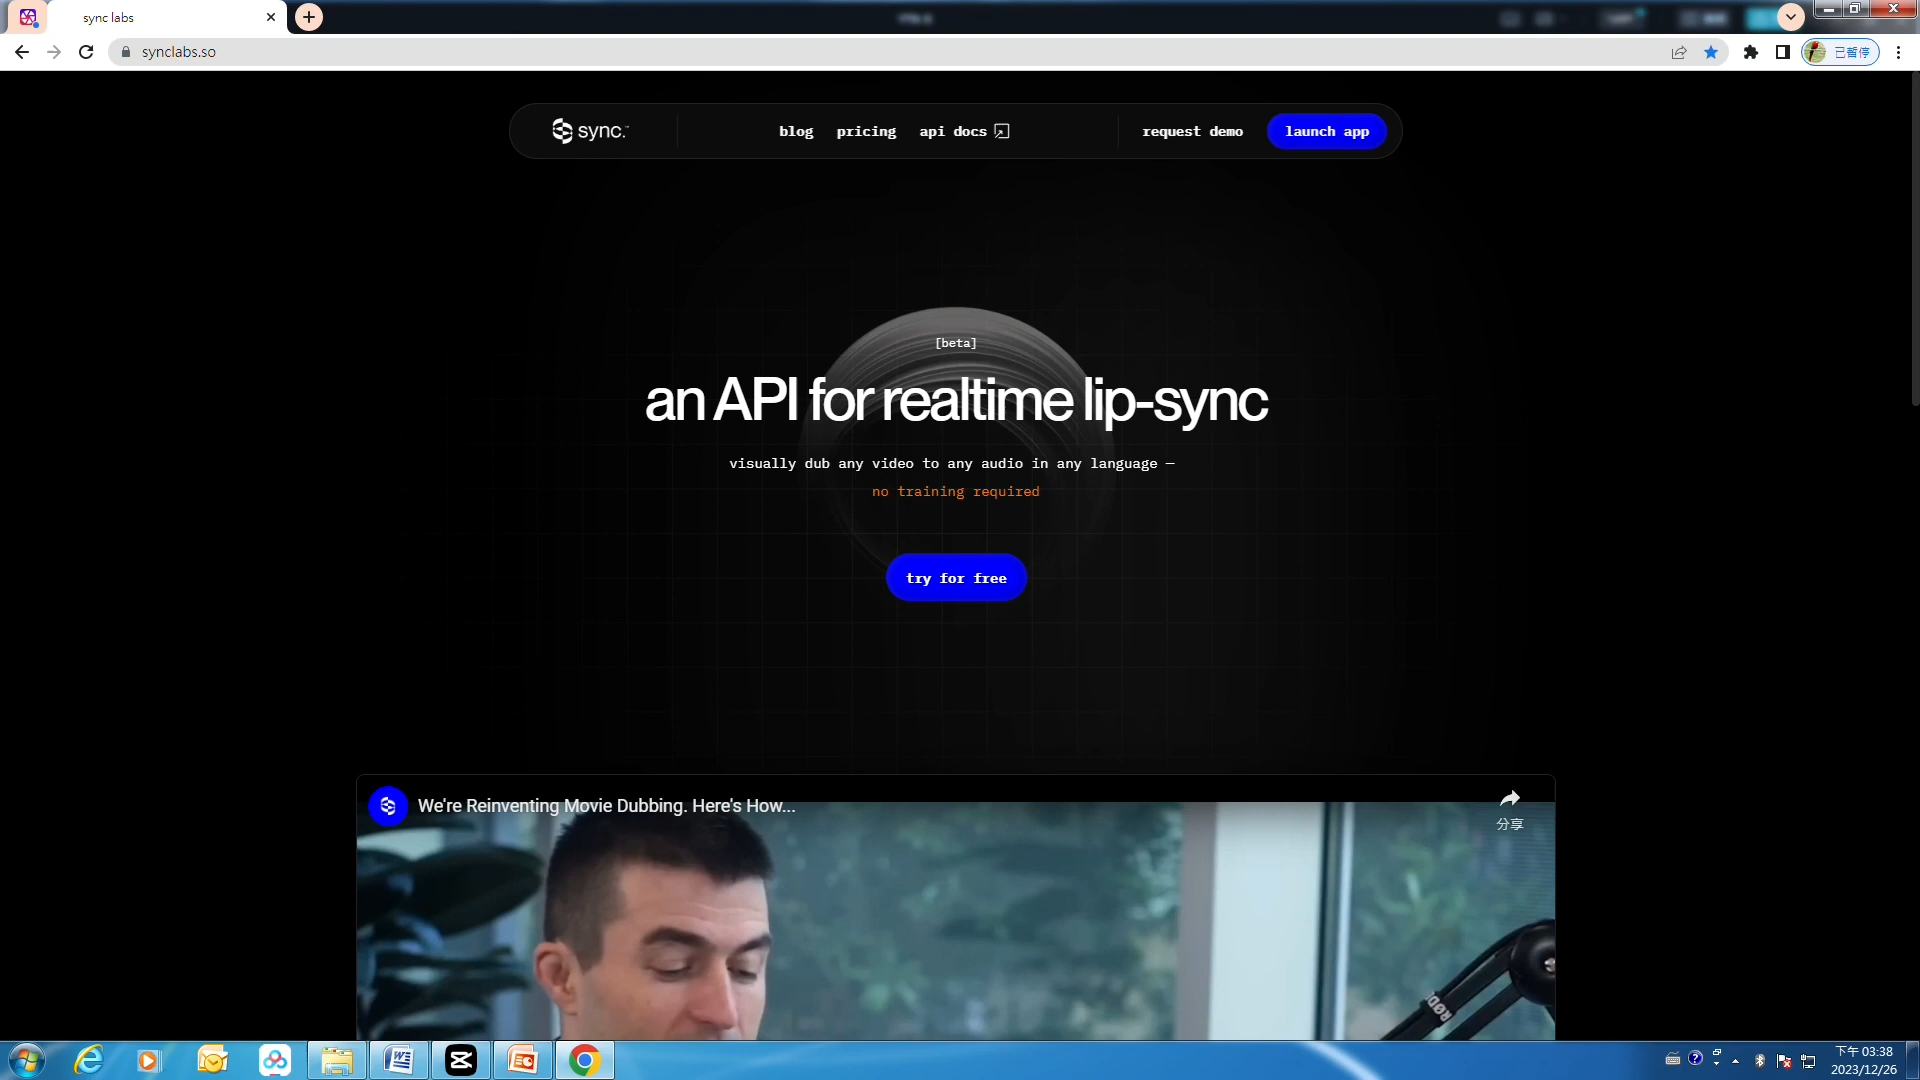 sync labs
synclabs.so
已暫停
sync.
blog
pricing
api docs
request demo
launch app
[beta]
an API for realtime lip-sync
visually dub any video to any audio in any language —
no training required
try for free
We're Reinventing Movie Dubbing. Here's How...
分享
RØDE
下午 03:38
2023/12/26